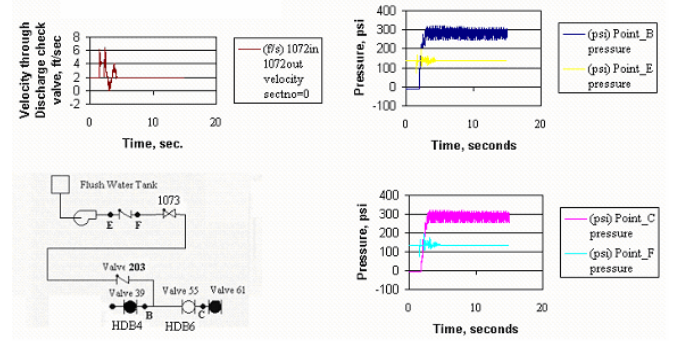 Velocity through
Discharge check
valve, ft/sec
8
6
4
2
0
-2
0
10
20
Time, sec.
(f/s) 1072in
1072out
velocity
sectno=0
Pressure, psi
400
300
200
100
0
-100
0
10
20
Time, seconds
(psi) Point_B
pressure
(psi) Point_E
pressure
Flush Water Tank
1073
E
F
Valve 203
Valve 39
Valve 55
Valve 61
B
C
HDB4
HDB6
Pressure, psi
400
300
200
100
0
-100
0
10
20
Time, seconds
(psi) Point_C
pressure
(psi) Point_F
pressure